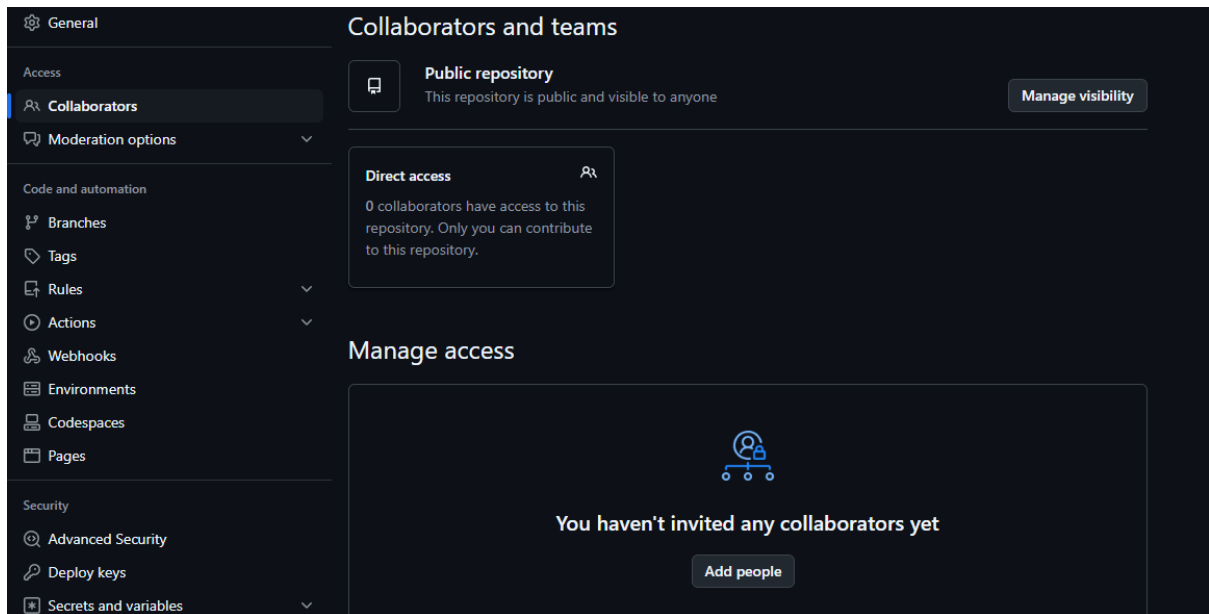 General
Access
Collaborators
Moderation options
Code and automation
Branches
Tags
Rules
Actions
Webhooks
Environments
Codespaces
Pages
Security
Advanced Security
Deploy keys
Secrets and variables
Collaborators and teams
Public repository
This repository is public and visible to anyone
Manage visibility
Direct access
0 collaborators have access to this
repository. Only you can contribute
to this repository.
Manage access
You haven't invited any collaborators yet
Add people